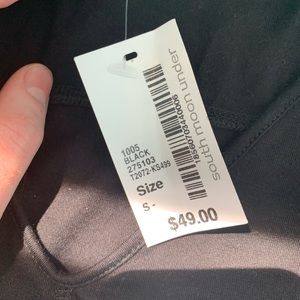 1005
BLACK
275103
T2072-KS499
Size
S -
$49.00
south moon under